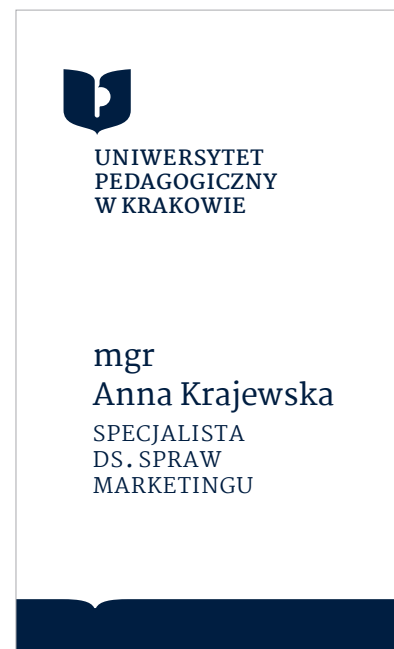 UNIWERSYTET
PEDAGOGICZNY
W KRAKOWIE
mgr
Anna Krajewska
SPECJALISTA
DS. SPRAW
MARKETINGU